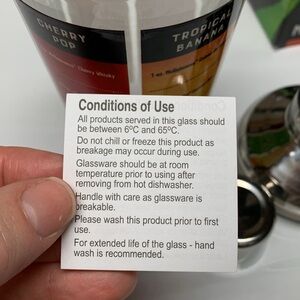 CHERRY
POP
Cherry Whisky
TROPICAL
BANANA
Conditions of Use
All products served in this glass should
be between 6ºC and 65ºC.
Do not chill or freeze this product as
breakage may occur during use.
Glassware should be at room
temperature prior to using after
removing from hot dishwasher.
Handle with care as glassware is
breakable.
Please wash this product prior to first
use.
For extended life of the glass - hand
wash is recommended.